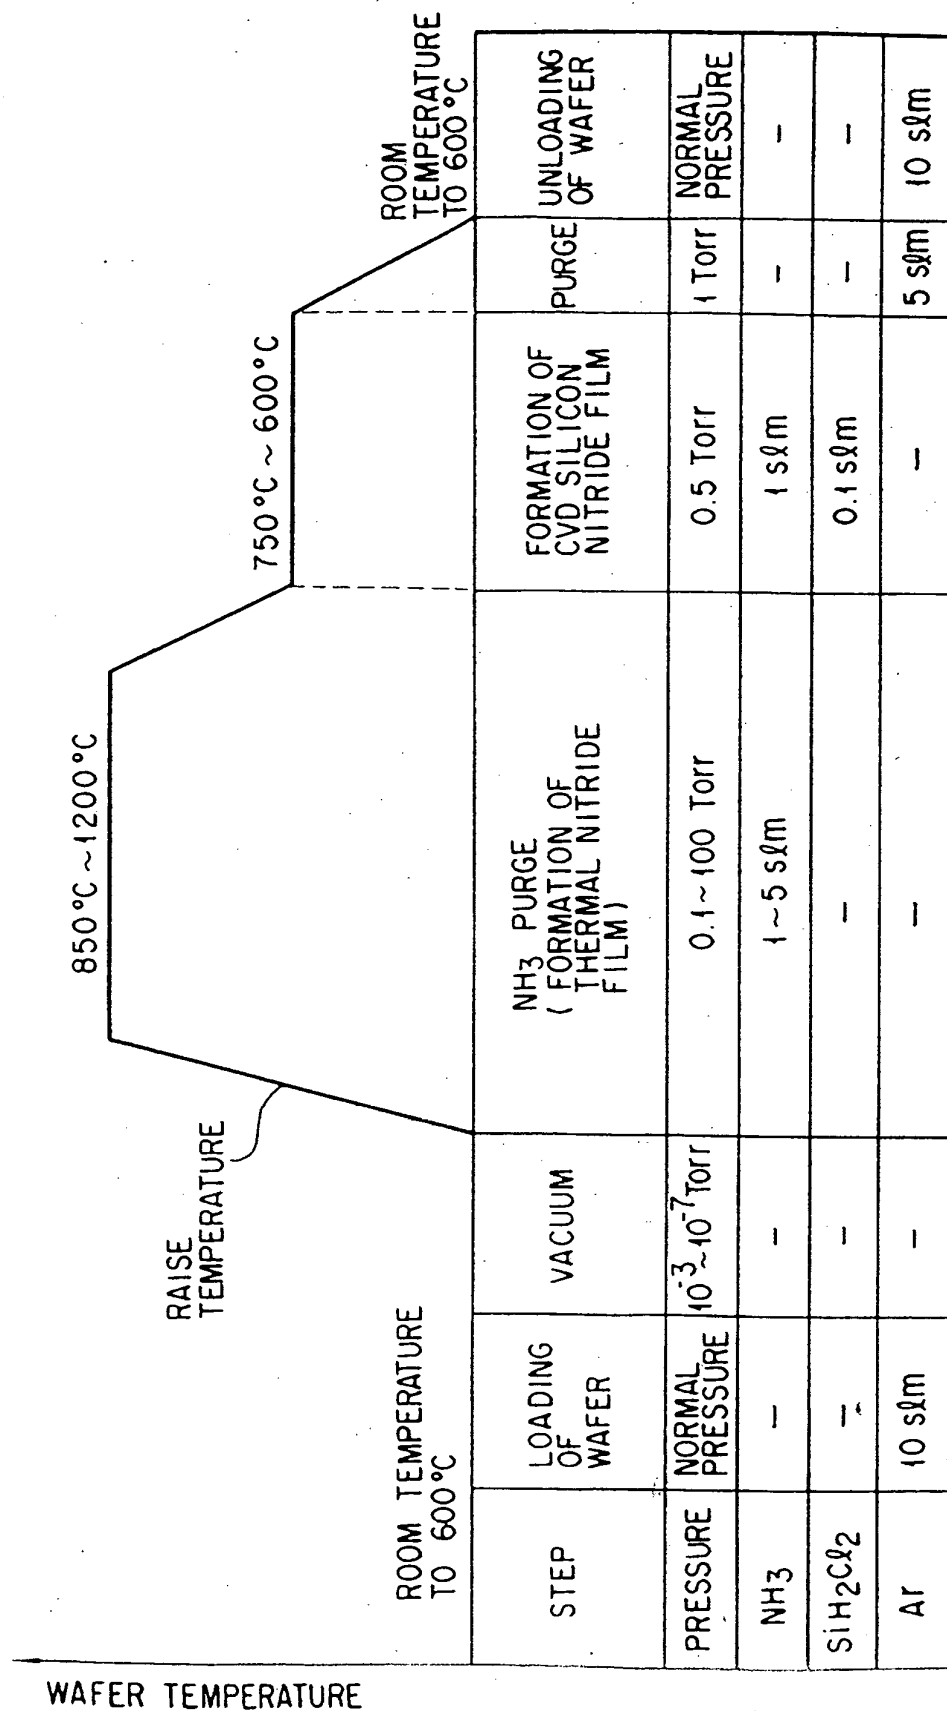 WAFER TEMPERATURE
850°C ~ 1200°C
750°C ~ 600°C
RAISE
TEMPERATURE
ROOM TEMPERATURE
TO 600°C
ROOM
TEMPERATURE
TO 600°C
STEP
LOADING
OF
WAFER
VACUUM
NH3 PURGE
( FORMATION OF
THERMAL NITRIDE
FILM )
FORMATION OF
CVD SILICON
NITRIDE FILM
PURGE
UNLOADING
OF WAFER
PRESSURE
NORMAL
PRESSURE
10⁻³~10⁻⁷ Torr
0.1~100 Torr
0.5 Torr
1 Torr
NORMAL
PRESSURE
NH3
—
—
1~5 slm
1 slm
—
—
SiH2Cl2
—
—
—
0.1 slm
—
—
Ar
10 slm
—
—
—
5 slm
10 slm